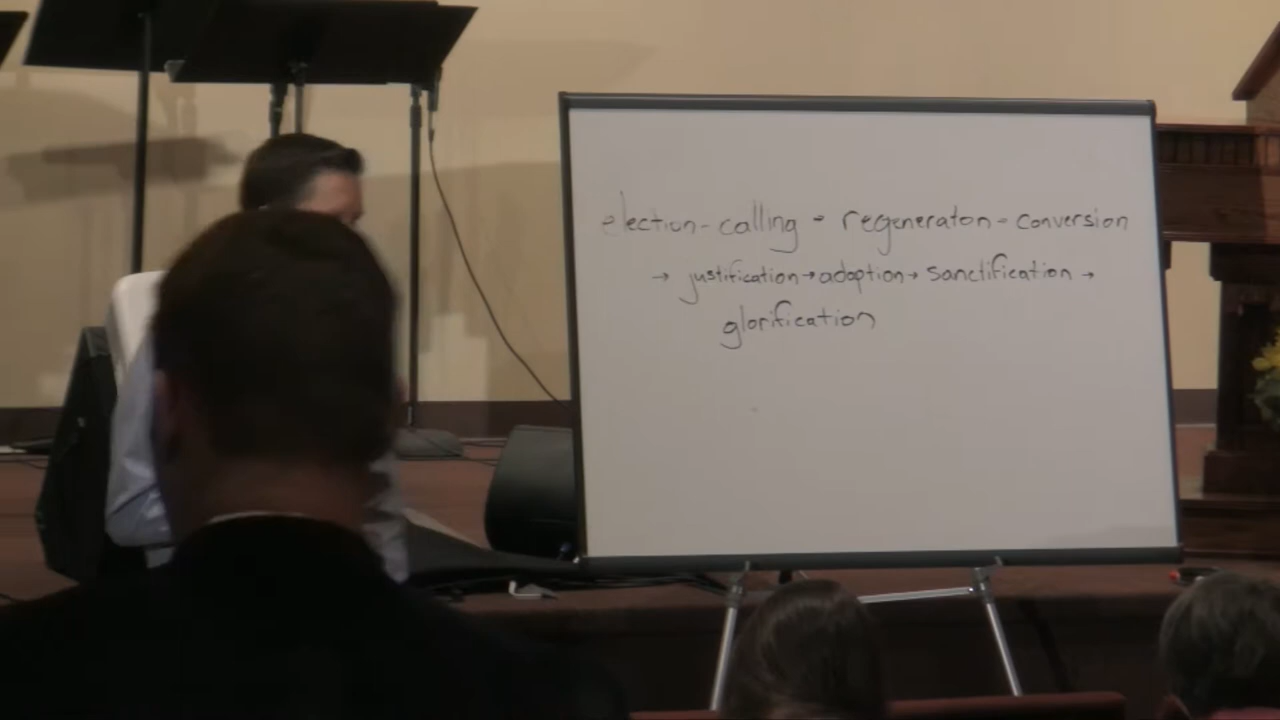 election - calling - regeneraton - conversion
→ justification → adoption → sanctification →
glorification